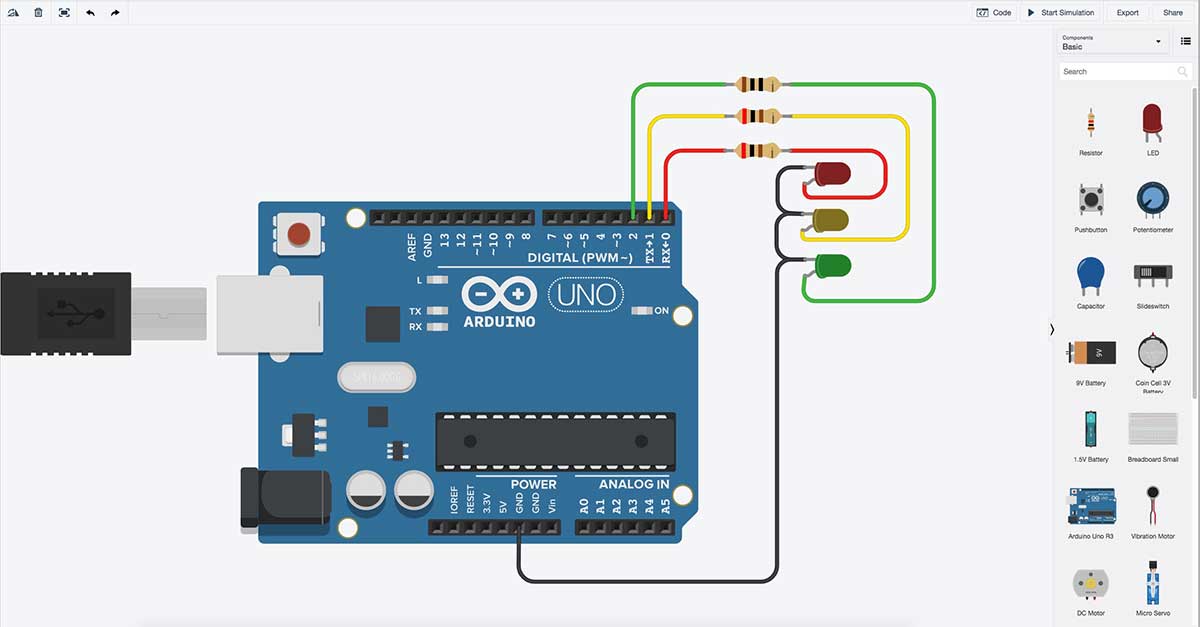 Code
Start Simulation
Export
Share
Components
Basic
Search
Resistor
LED
Pushbutton
Potentiometer
Capacitor
Slideswitch
9V
9V Battery
Coin Cell 3V
Battery
1.5V Battery
Breadboard Small
Arduino Uno R3
Vibration Motor
DC Motor
Micro Servo
AREF
GND
13
12
~11
~10
~9
8
7
~6
~5
4
~3
2
TX→1
RX←0
DIGITAL (PWM~)
L
TX
RX
UNO
ON
ARDUINO
POWER
ANALOG IN
IOREF
RESET
3.3V
5V
GND
GND
Vin
A0
A1
A2
A3
A4
A5